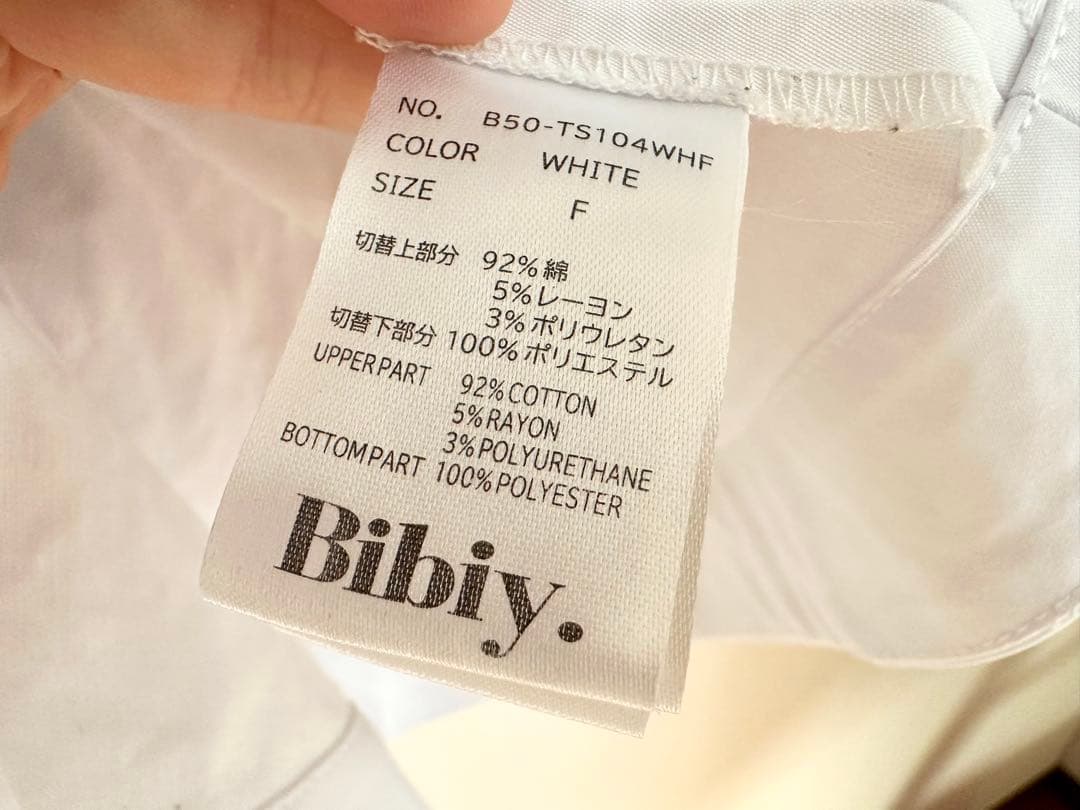 NO. B50-TS104WHF
COLOR WHITE
SIZE F
切替上部分 92%綿
5%レーヨン
3%ポリウレタン
切替下部分 100%ポリエステル
UPPER PART 92%COTTON
5%RAYON
3%POLYURETHANE
BOTTOM PART 100%POLYESTER
Bibiy.